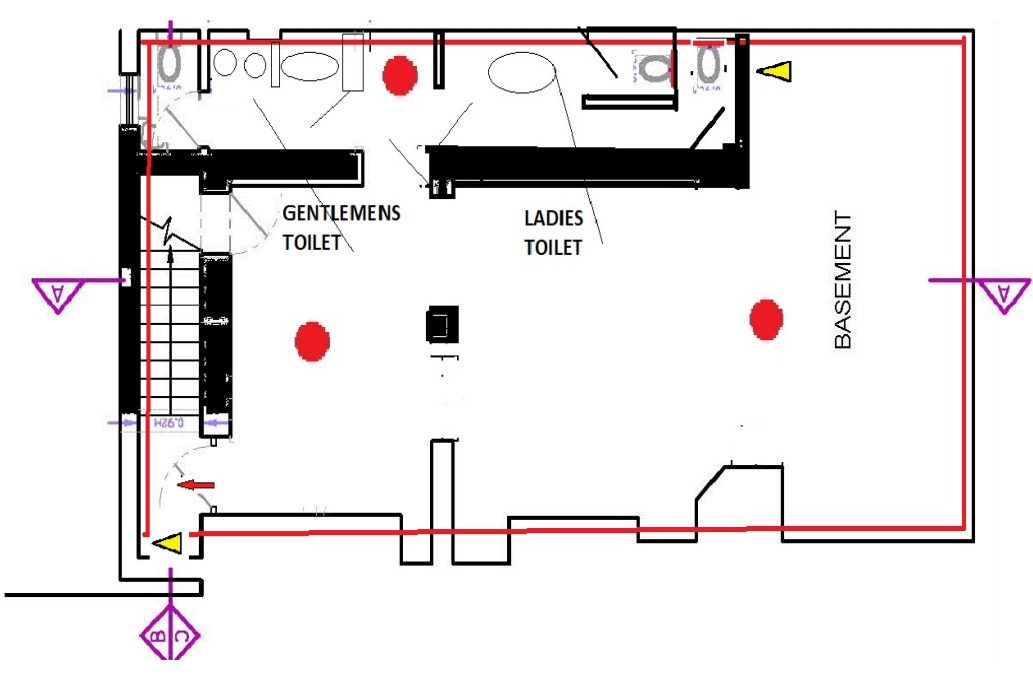 GENTLEMENS
TOILET
LADIES
TOILET
BASEMENT
A
A
0.92M
B
C